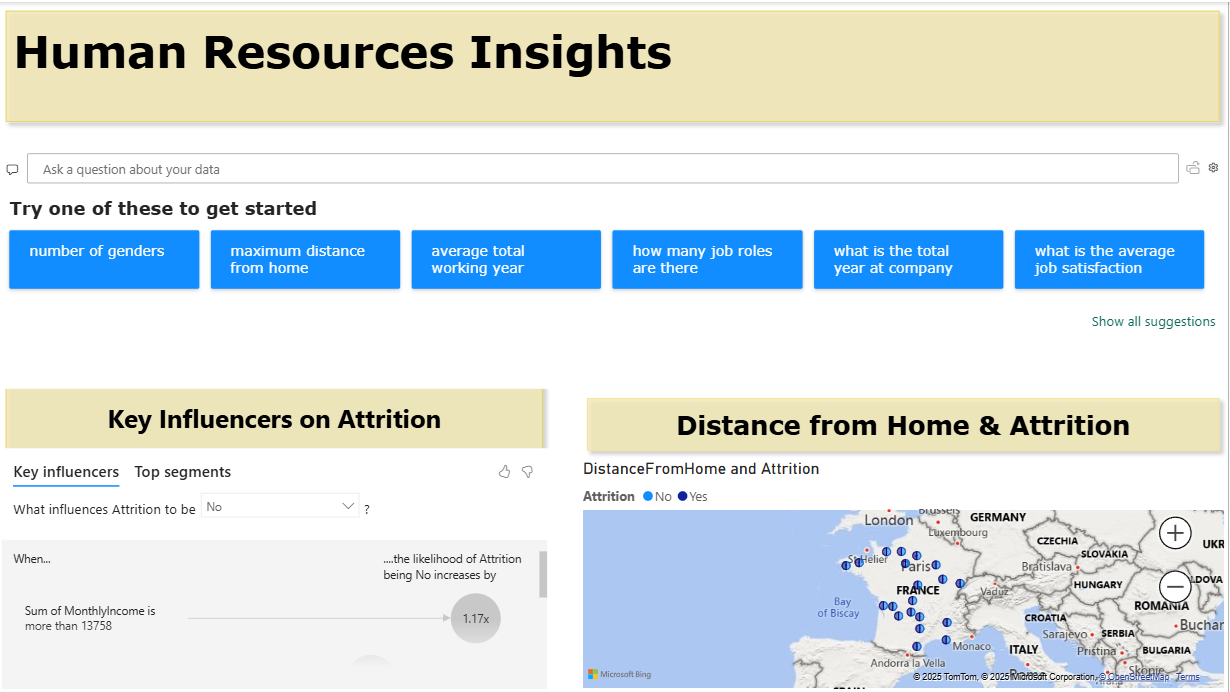 Human Resources Insights
Ask a question about your data
Try one of these to get started
number of genders
maximum distance
from home
average total
working year
how many job roles
are there
what is the total
year at company
what is the average
job satisfaction
Show all suggestions
Key Influencers on Attrition
Key influencers Top segments
What influences Attrition to be No ?
When...
....the likelihood of Attrition
being No increases by
Sum of MonthlyIncome is
more than 13758
1.17x
Distance from Home & Attrition
DistanceFromHome and Attrition
Attrition No Yes
London
Brussels
GERMANY
Luxembourg
CZECHIA
SLOVAKIA
UKR
St Helier
Paris
Bratislava
FRANCE
Vaduz
HUNGARY
LDOVA
Bay
of Biscay
ROMANIA
CROATIA
Buchar
Sarajevo
SERBIA
Monaco
ITALY
Pristina
BULGARIA
Andorra la Vella
Rome
Skopje
Microsoft Bing
© 2025 TomTom, © 2025 Microsoft Corporation, © OpenStreetMap Terms